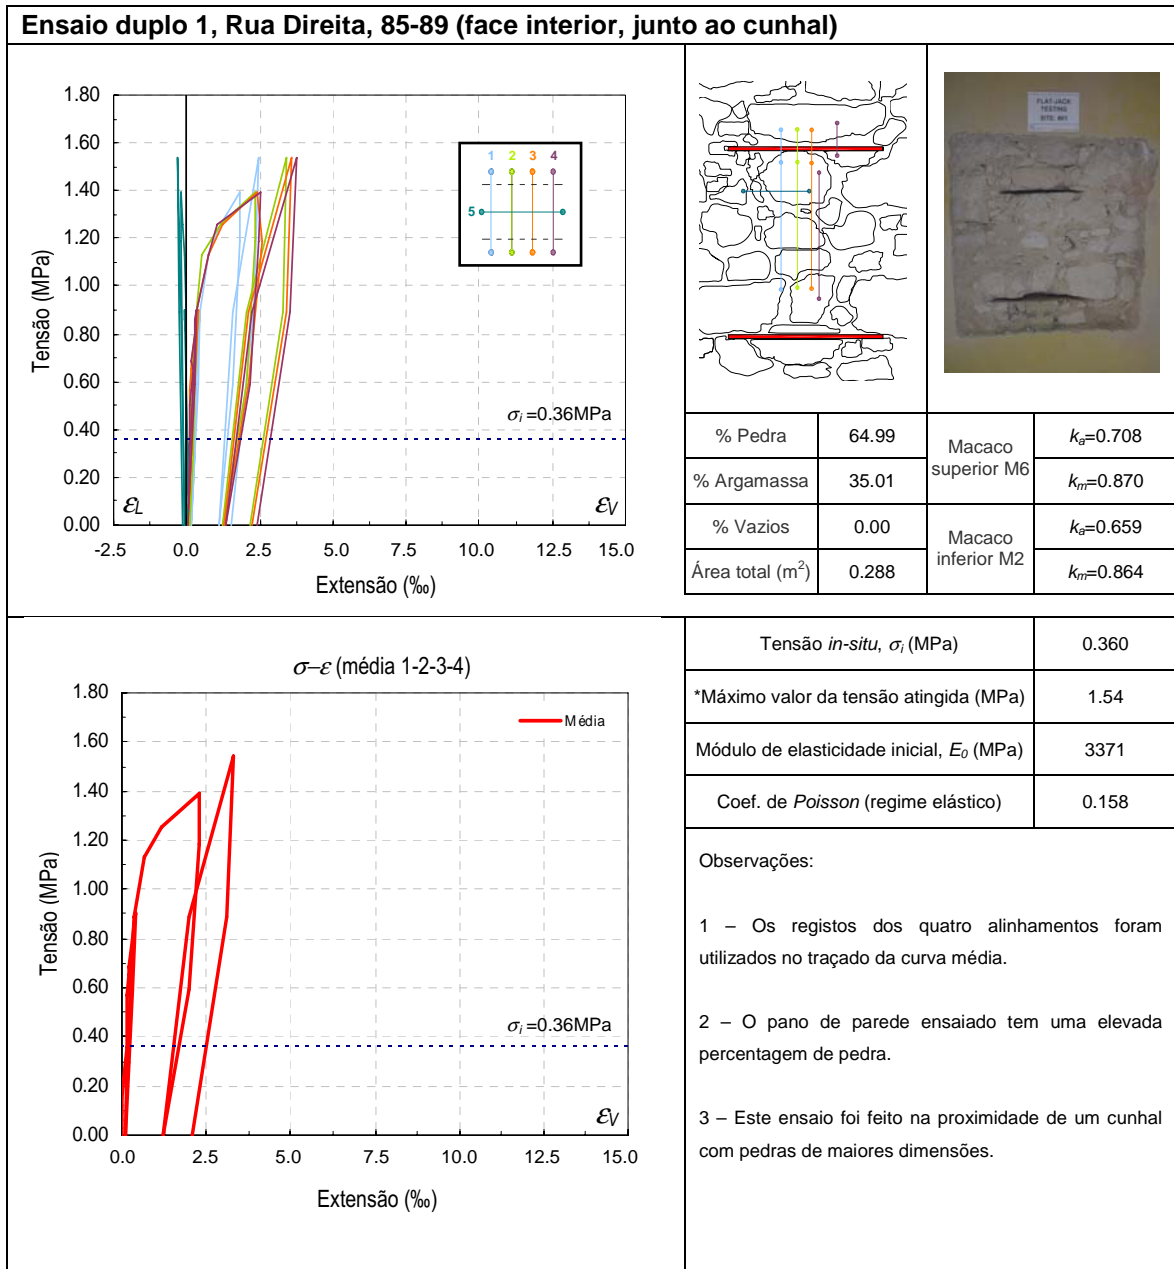 Ensaio duplo 1, Rua Direita, 85-89 (face interior, junto ao cunhal)
1.80
1.60
1.40
1.20
1.00
0.80
0.60
0.40
0.20
0.00
Tensão (MPa)
1 2 3 4
5
σi =0.36MPa
εL
εV
-2.5 0.0 2.5 5.0 7.5 10.0 12.5 15.0
Extensão (‰)
FLAT-JACK
TESTING
% Pedra 64.99
% Argamassa 35.01
% Vazios 0.00
Área total (m2) 0.288
Macaco
superior M6
ka=0.708
km=0.870
Macaco
inferior M2
ka=0.659
km=0.864
σ–ε (média 1-2-3-4)
1.80
1.60
1.40
1.20
1.00
0.80
0.60
0.40
0.20
0.00
Tensão (MPa)
Média
σi =0.36MPa
εV
0.0 2.5 5.0 7.5 10.0 12.5 15.0
Extensão (‰)
Tensão in-situ, σi (MPa) 0.360
*Máximo valor da tensão atingida (MPa) 1.54
Módulo de elasticidade inicial, E0 (MPa) 3371
Coef. de Poisson (regime elástico) 0.158
Observações:
1 – Os registos dos quatro alinhamentos foram
utilizados no traçado da curva média.
2 – O pano de parede ensaiado tem uma elevada
percentagem de pedra.
3 – Este ensaio foi feito na proximidade de um cunhal
com pedras de maiores dimensões.